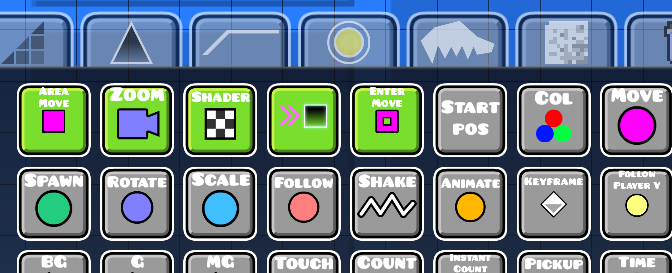 AREA
MOVE
ZOOM
SHADER
ENTER
MOVE
START
POS
COL
MOVE
SPAWN
ROTATE
SCALE
FOLLOW
SHAKE
ANIMATE
KEYFRAME
FOLLOW
PLAYER Y
BG
G
MG
TOUCH
COUNT
INSTANT
COUNT
PICKUP
TIME